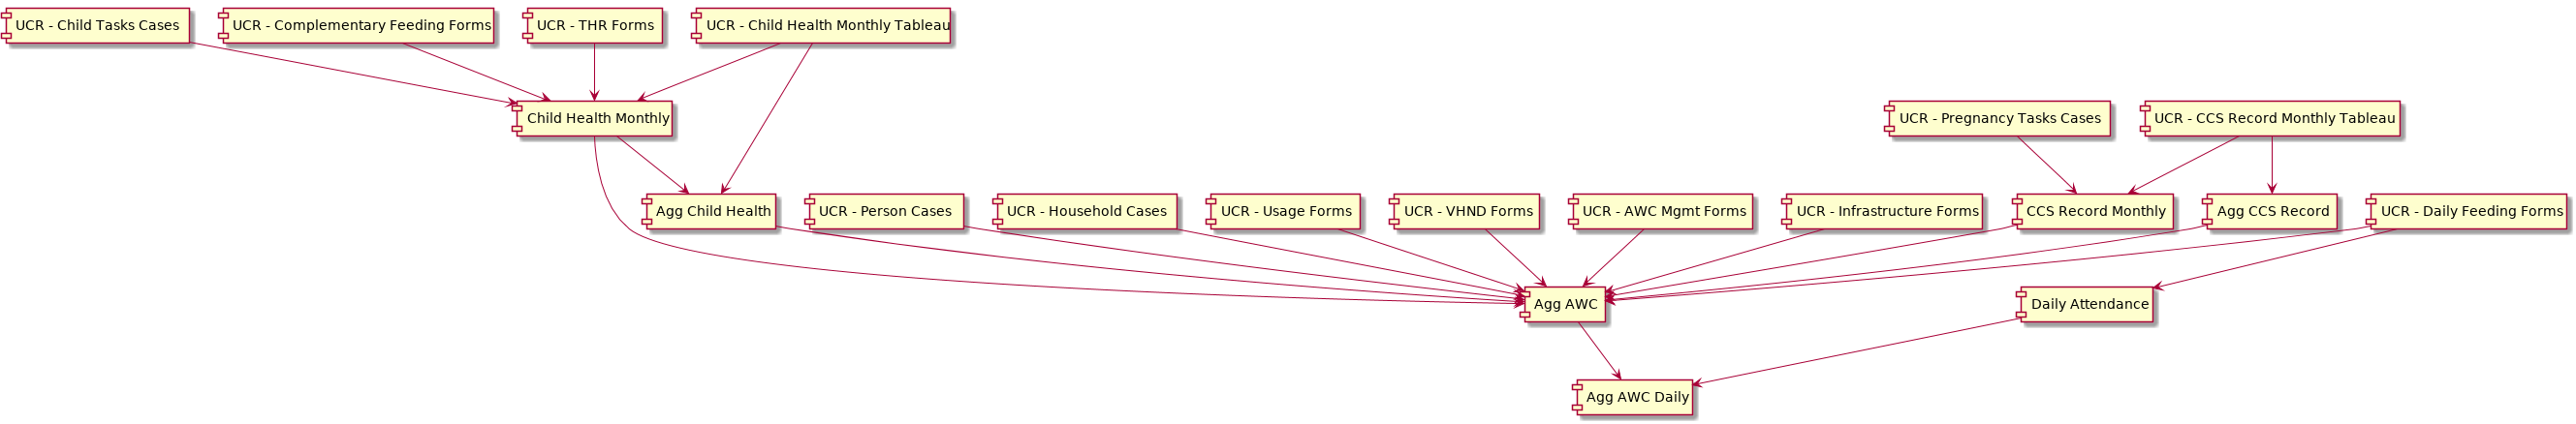 UCR - Child Tasks Cases
UCR - Complementary Feeding Forms
UCR - THR Forms
UCR - Child Health Monthly Tableau
Child Health Monthly
UCR - Pregnancy Tasks Cases
UCR - CCS Record Monthly Tableau
Agg Child Health
UCR - Person Cases
UCR - Household Cases
UCR - Usage Forms
UCR - VHND Forms
UCR - AWC Mgmt Forms
UCR - Infrastructure Forms
CCS Record Monthly
Agg CCS Record
UCR - Daily Feeding Forms
Agg AWC
Daily Attendance
Agg AWC Daily